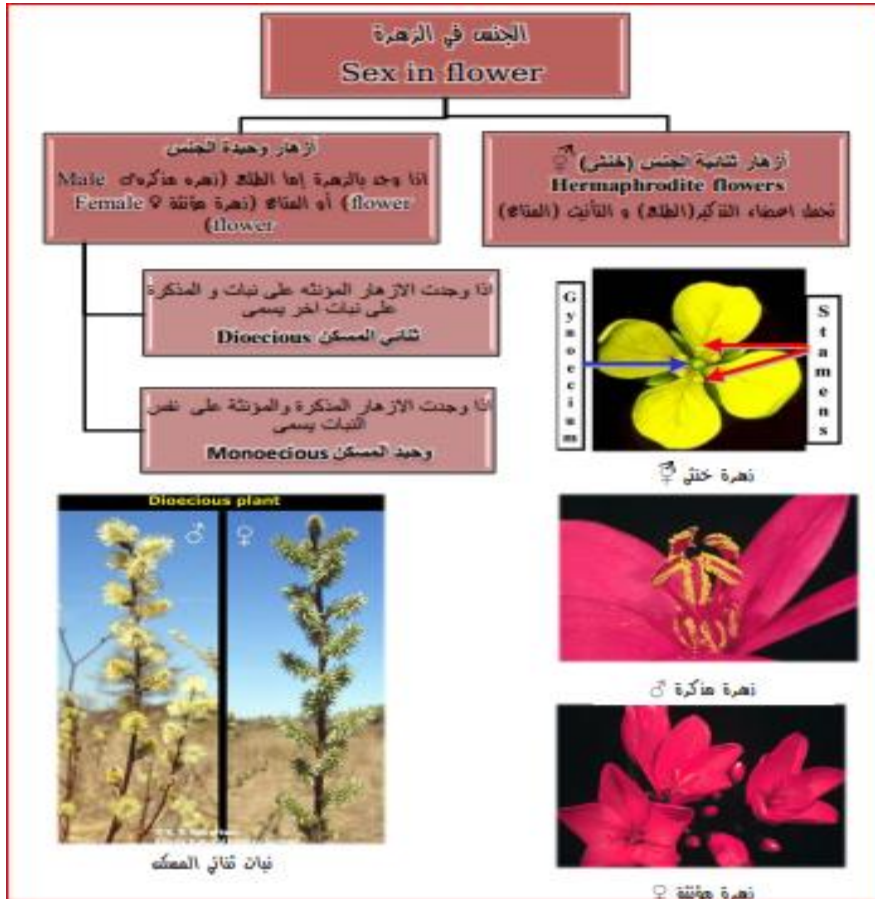 الجنس في الزهرة
Sex in flower
أزهار ثنائية الجنس (خنثى) ⚥
Hermaphrodite flowers
تحمل اعضاء التذكير(الطلع) و التأنيث (المتاع)
أزهار وحيدة الجنس
اذا وجد بالزهرة إما الطلع (زهره مذكره♂ Male
flower) أو المتاع (زهرة مؤنثة ♀ Female
flower)
اذا وجدت الازهار المؤنثه على نبات و المذكرة
على نبات اخر يسمى
ثنائي المسكن Dioecious
اذا وجدت الازهار المذكرة والمؤنثة على نفس
النبات يسمى
وحيد المسكن Monoecious
Gynoecium
Stamens
زهرة خنثى ⚥
Dioecious plant
♂
♀
زهرة مذكرة ♂
نبات ثنائي المسكن
زهرة مؤنثة ♀